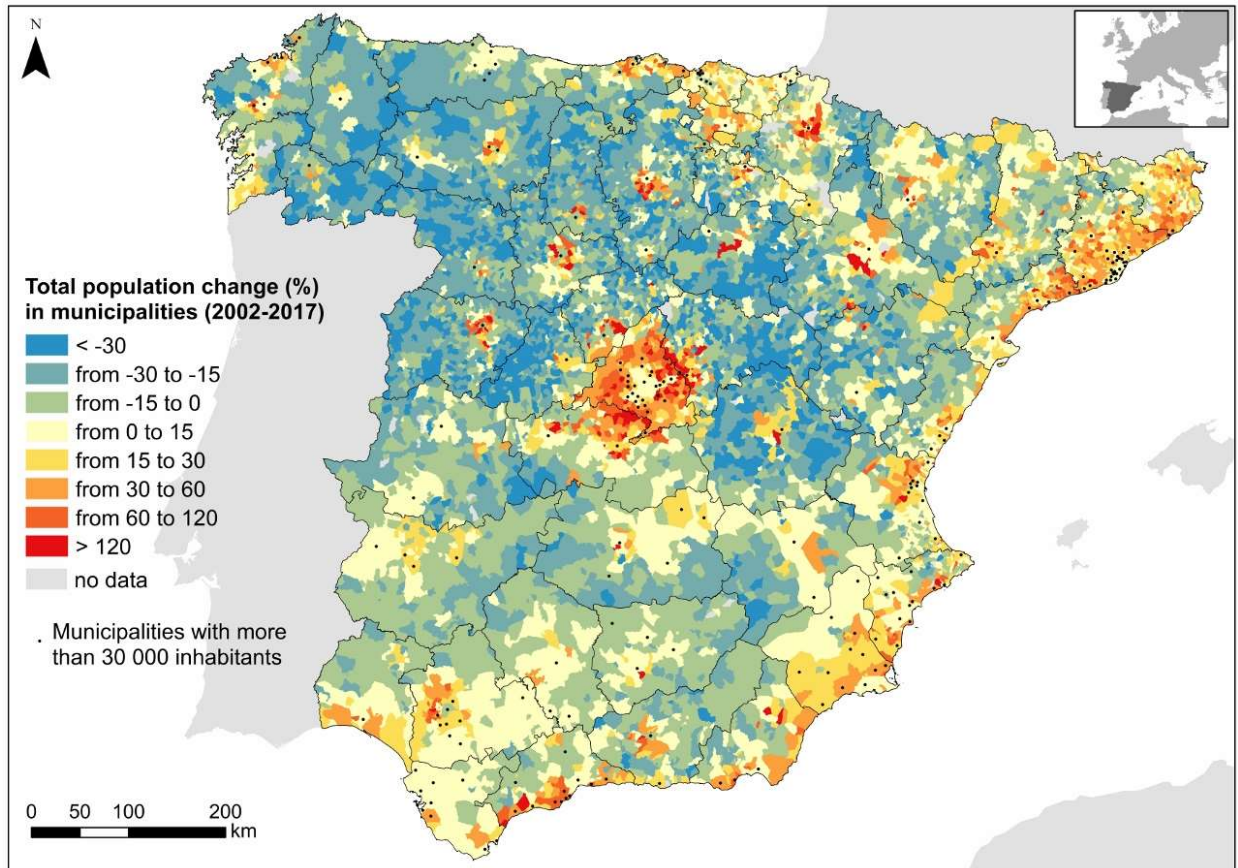 N
Total population change (%)
in municipalities (2002-2017)
< -30
from -30 to -15
from -15 to 0
from 0 to 15
from 15 to 30
from 30 to 60
from 60 to 120
> 120
no data
. Municipalities with more
than 30 000 inhabitants
0 50 100 200
km